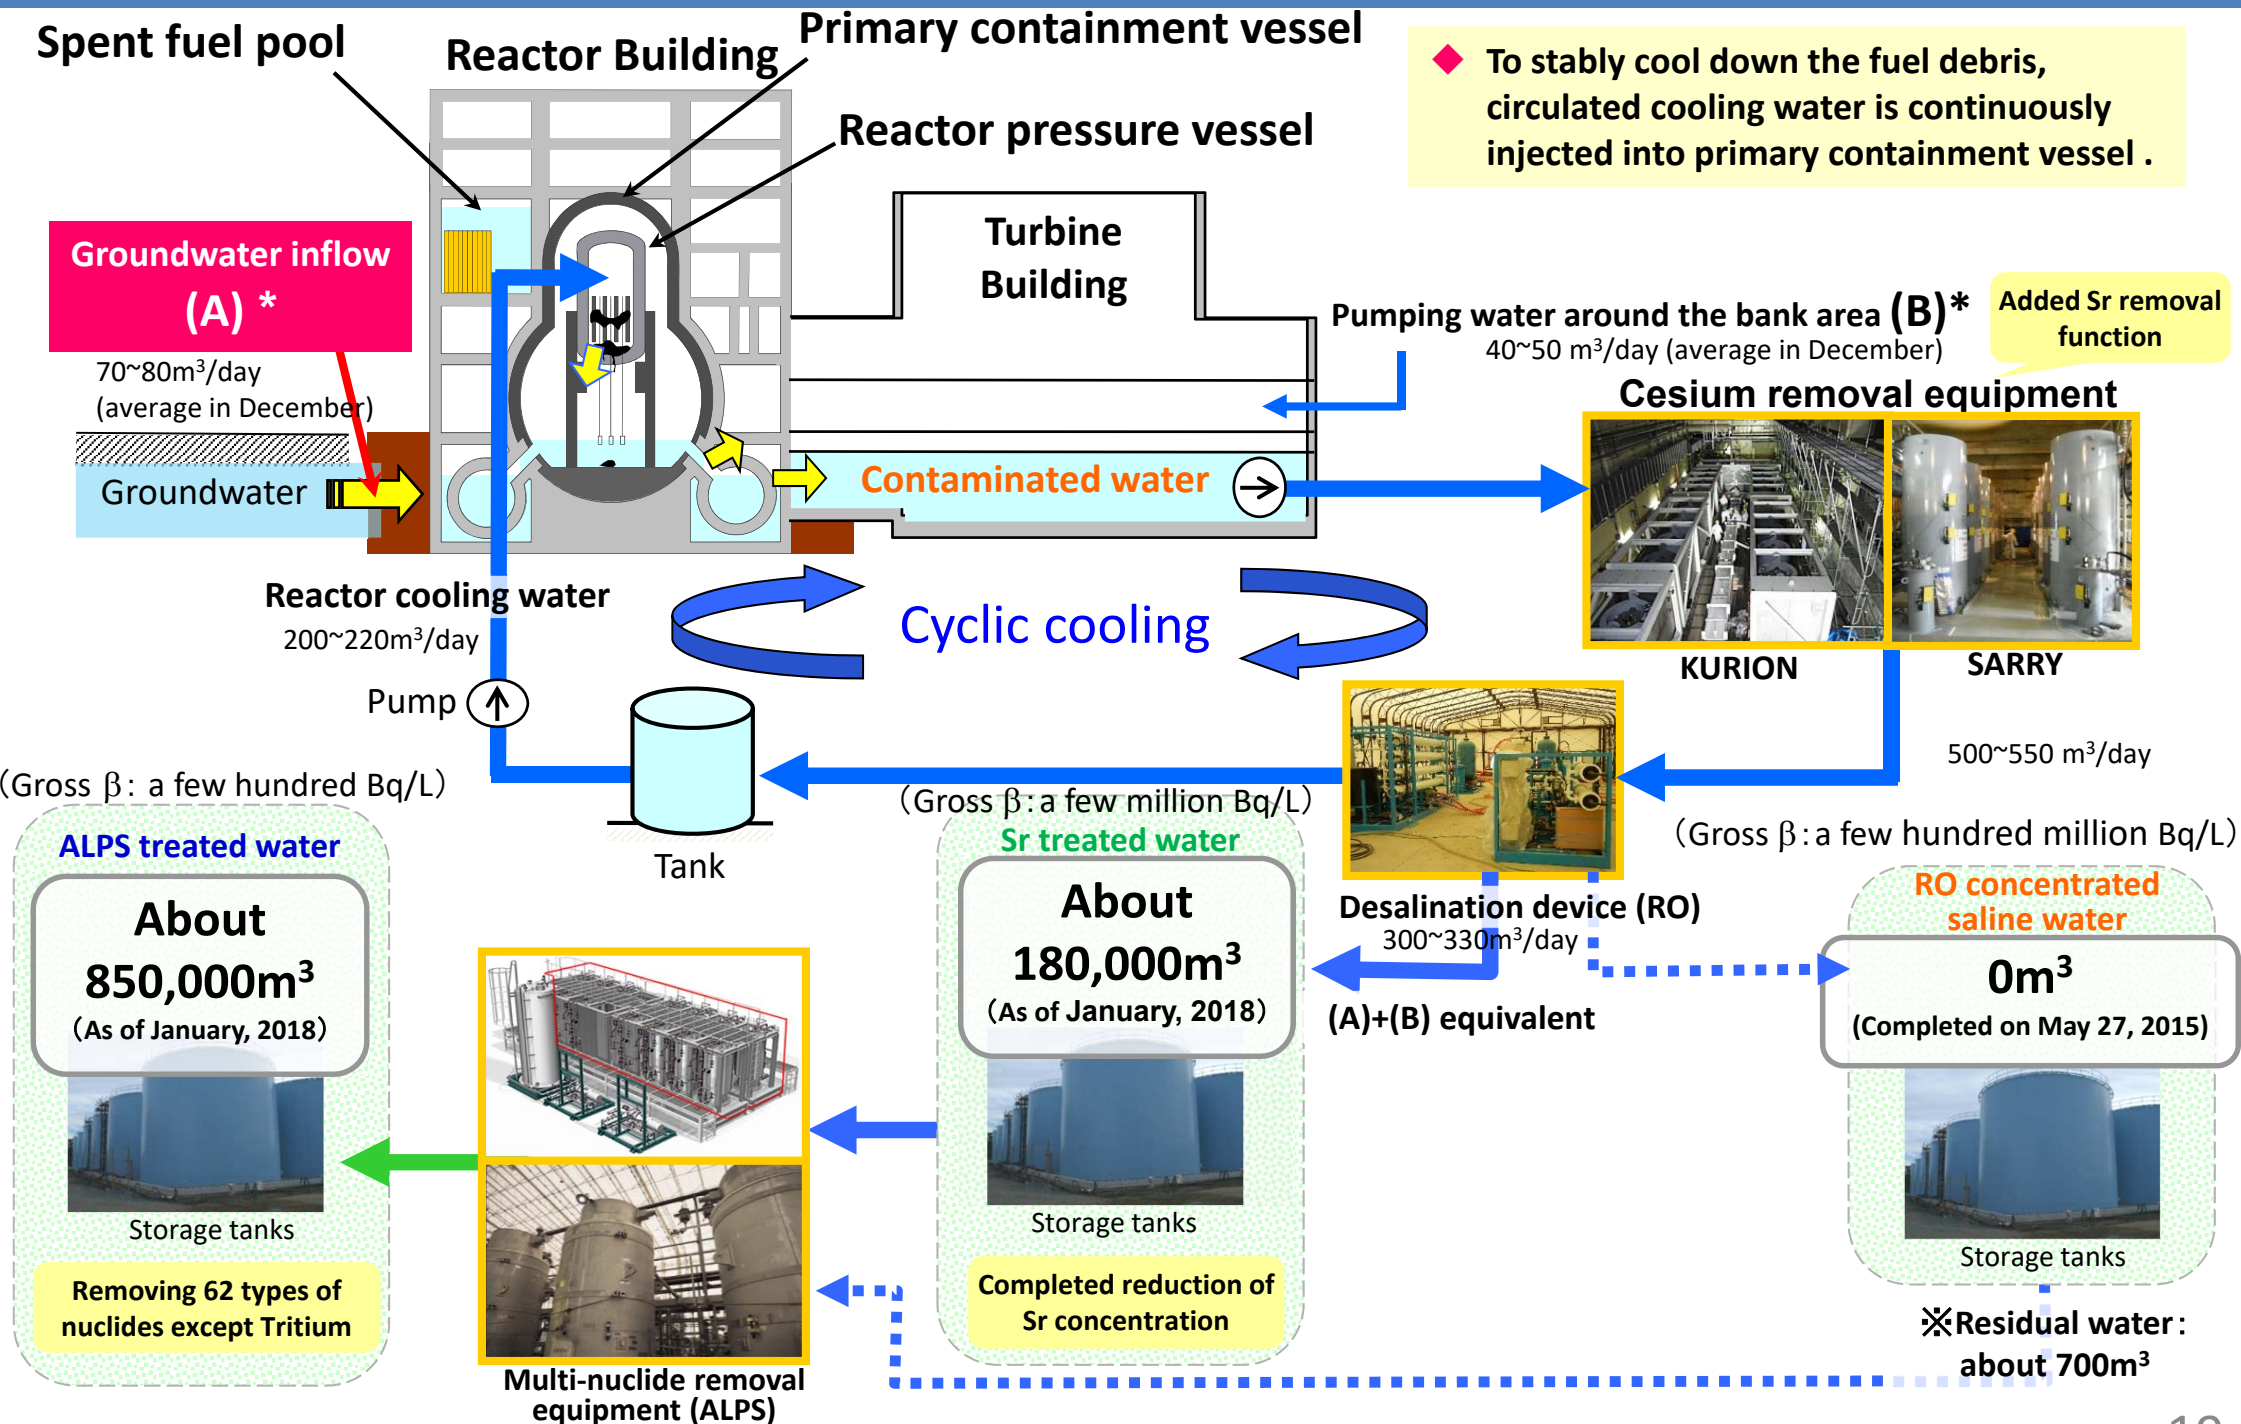 Spent fuel pool
Reactor Building
Primary containment vessel
Reactor pressure vessel
◆ To stably cool down the fuel debris,
circulated cooling water is continuously
injected into primary containment vessel .
Groundwater inflow
(A) *
70~80m³/day
(average in December)
Groundwater
Turbine
Building
Pumping water around the bank area (B)*
40~50 m³/day (average in December)
Added Sr removal
function
Cesium removal equipment
Contaminated water
KURION
SARRY
Reactor cooling water
200~220m³/day
Cyclic cooling
Pump
Tank
500~550 m³/day
(Gross β: a few hundred Bq/L)
(Gross β: a few million Bq/L)
(Gross β: a few hundred million Bq/L)
ALPS treated water
About
850,000m³
(As of January, 2018)
Storage tanks
Removing 62 types of
nuclides except Tritium
Multi-nuclide removal
equipment (ALPS)
Sr treated water
About
180,000m³
(As of January, 2018)
Storage tanks
Completed reduction of
Sr concentration
Desalination device (RO)
300~330m³/day
(A)+(B) equivalent
RO concentrated
saline water
0m³
(Completed on May 27, 2015)
Storage tanks
※Residual water:
about 700m³